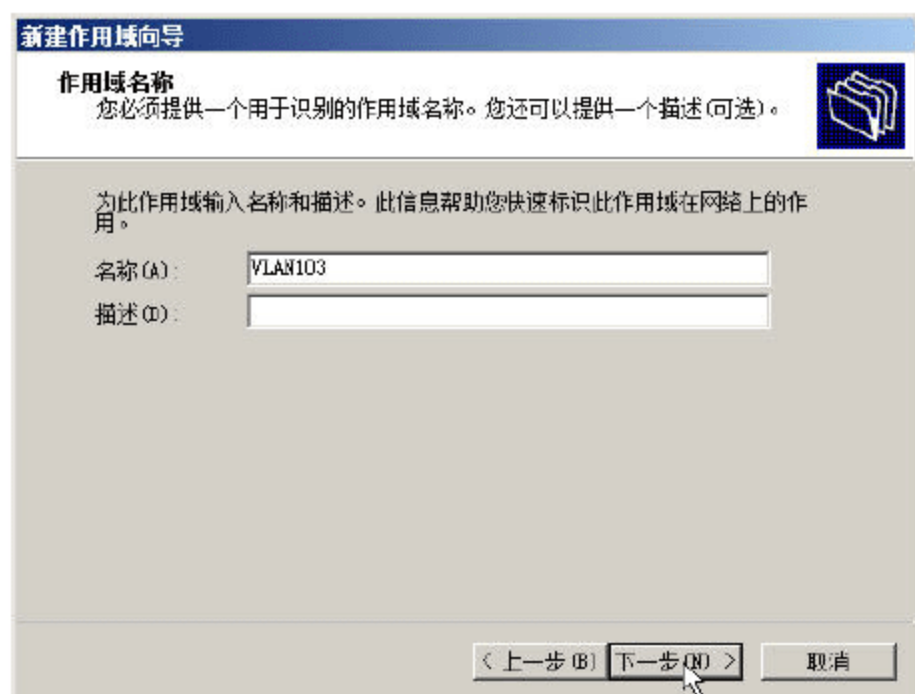 新建作用域向导
作用域名称
您必须提供一个用于识别的作用域名称。您还可以提供一个描述(可选)。
为此作用域输入名称和描述。此信息帮助您快速标识此作用域在网络上的作
用。
名称(A): VLAN103
描述(D):
< 上一步(B) 下一步(N) > 取消